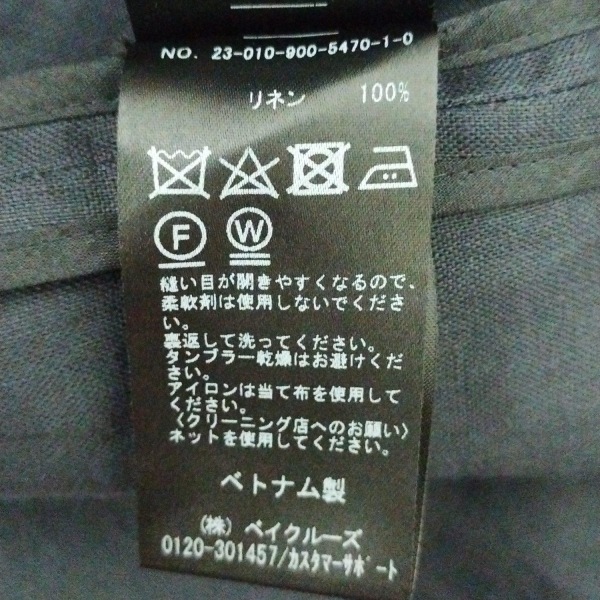 NO. 23-010-900-5470-1-0
リネン 100%
F W
縫い目が開きやすくなるので、
柔軟剤は使用しないでくださ
い。
裏返して洗ってください。
タンブラー乾燥はお避けくだ
さい。
アイロンは当て布を使用して
ください。
〈クリーニング店へのお願い〉
ネットを使用してください。
ベトナム製
(株) ベイクルーズ
0120-301457/カスタマーサポート